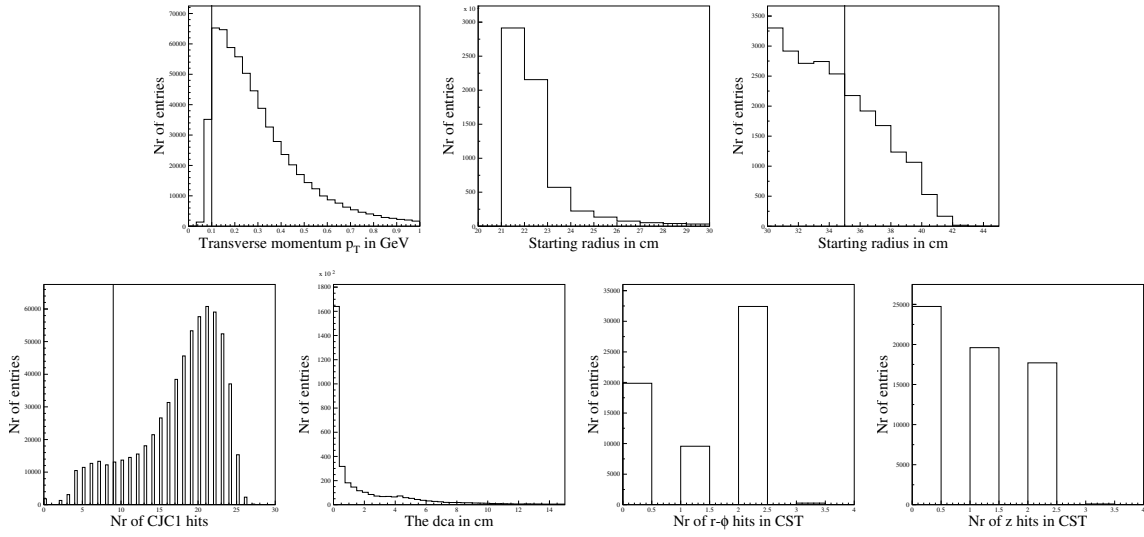 Nr of entries
70000
60000
50000
40000
30000
20000
10000
0
0 0.1 0.2 0.3 0.4 0.5 0.6 0.7 0.8 0.9 1
Transverse momentum p_T in GeV
x 10
Nr of entries
3000
2500
2000
1500
1000
500
0
20 21 22 23 24 25 26 27 28 29 30
Starting radius in cm
Nr of entries
3500
3000
2500
2000
1500
1000
500
0
30 32 34 36 38 40 42 44
Starting radius in cm
Nr of entries
60000
50000
40000
30000
20000
10000
0
0 5 10 15 20 25 30
Nr of CJC1 hits
x 10²
Nr of entries
1800
1600
1400
1200
1000
800
600
400
200
0
0 2 4 6 8 10 12 14
The dca in cm
Nr of entries
35000
30000
25000
20000
15000
10000
5000
0
0 0.5 1 1.5 2 2.5 3 3.5 4
Nr of r-ϕ hits in CST
Nr of entries
25000
20000
15000
10000
5000
0
0 0.5 1 1.5 2 2.5 3 3.5 4
Nr of z hits in CST